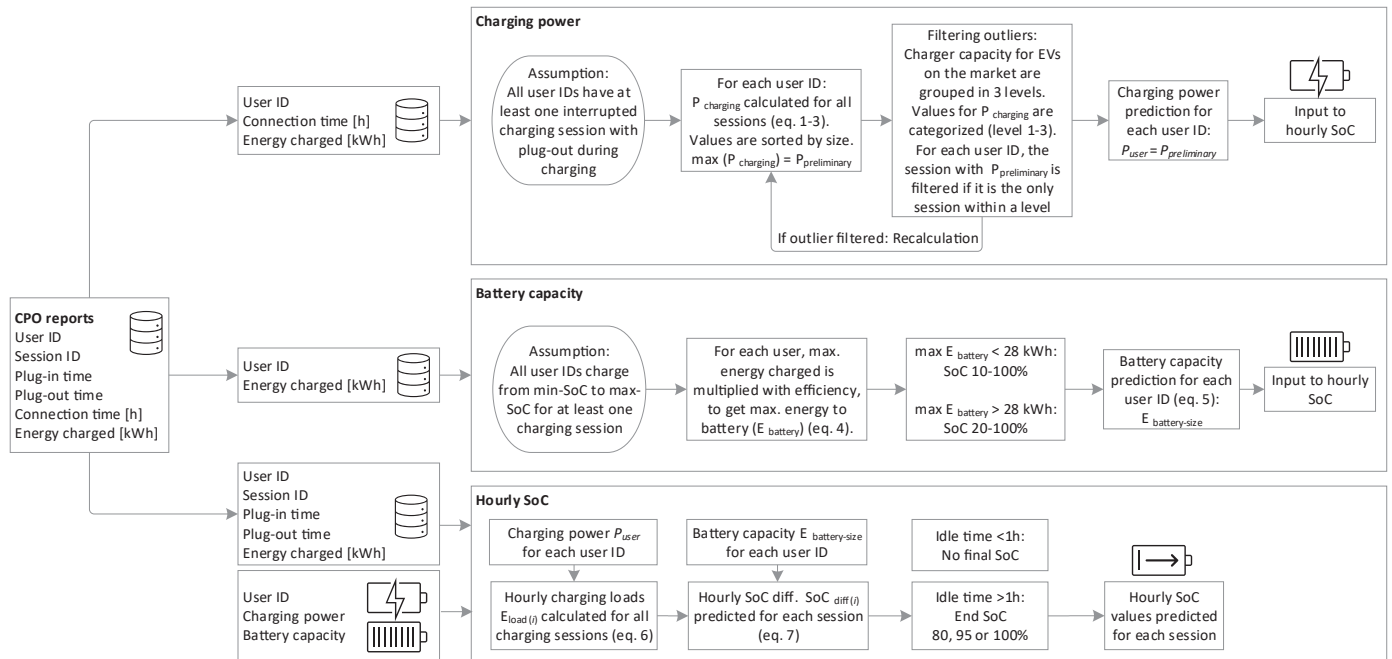 CPO reports
User ID
Session ID
Plug-in time
Plug-out time
Connection time [h]
Energy charged [kWh]
User ID
Connection time [h]
Energy charged [kWh]
Charging power
Assumption:
All user IDs have at
least one interrupted
charging session with
plug-out during
charging
For each user ID:
P charging calculated for all
sessions (eq. 1-3).
Values are sorted by size.
max (P charging) = Ppreliminary
Filtering outliers:
Charger capacity for EVs
on the market are
grouped in 3 levels.
Values for P charging are
categorized (level 1-3).
For each user ID, the
session with P preliminary is
filtered if it is the only
session within a level
If outlier filtered: Recalculation
Charging power
prediction for
each user ID:
Puser = Ppreliminary
Input to
hourly SoC
User ID
Energy charged [kWh]
Battery capacity
Assumption:
All user IDs charge
from min-SoC to max-
SoC for at least one
charging session
For each user, max.
energy charged is
multiplied with efficiency,
to get max. energy to
battery (E battery) (eq. 4).
max E battery < 28 kWh:
SoC 10-100%
max E battery > 28 kWh:
SoC 20-100%
Battery capacity
prediction for each
user ID (eq. 5):
E battery-size
Input to hourly
SoC
User ID
Session ID
Plug-in time
Plug-out time
Energy charged [kWh]
User ID
Charging power
Battery capacity
Hourly SoC
Charging power Puser
for each user ID
Hourly charging loads
Eload (i) calculated for all
charging sessions (eq. 6)
Battery capacity E battery-size
for each user ID
Hourly SoC diff. SoC diff(i)
predicted for each session
(eq. 7)
Idle time <1h:
No final SoC
Idle time >1h:
End SoC
80, 95 or 100%
Hourly SoC
values predicted
for each session